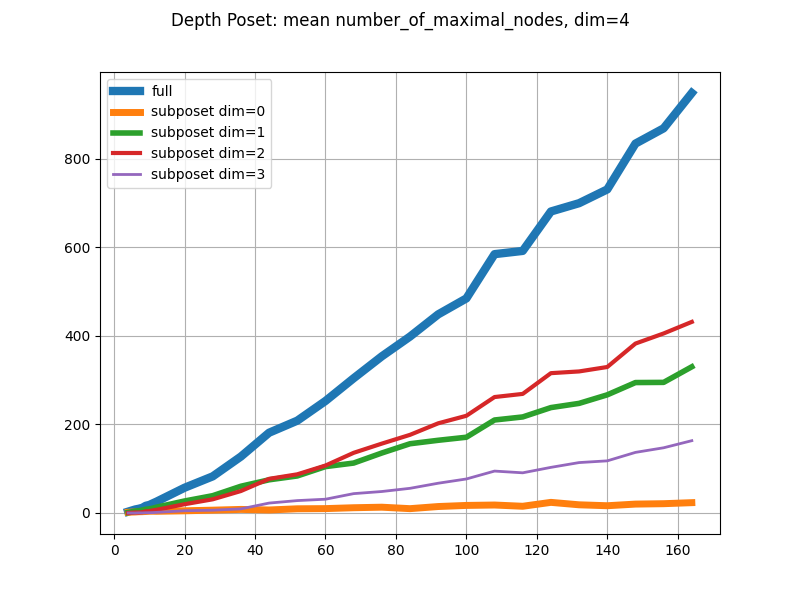 Depth Poset: mean number_of_maximal_nodes, dim=4
full
subposet dim=0
subposet dim=1
subposet dim=2
subposet dim=3
800
600
400
200
0
0 20 40 60 80 100 120 140 160